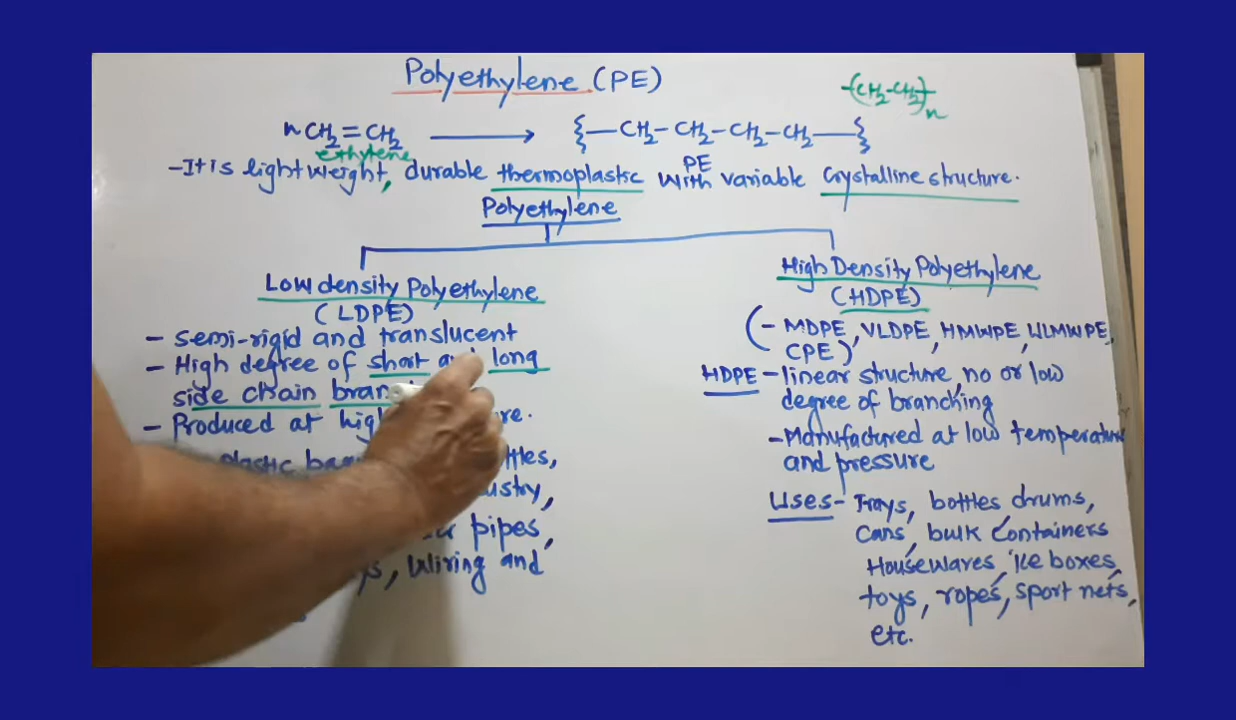 Polyethylene (PE)
-(CH2-CH2)-n
nCH2=CH2 ⟶ {—CH2-CH2-CH2-CH2—}
ethylene
PE
-It is light weight, durable thermoplastic with variable Crystalline structure.
Polyethylene
Low density Polyethylene
(LDPE)
- Semi-rigid and translucent
- High degree of short long
side chain
- Produced at
plastic
pipes,
Wiring and
High Density Polyethylene
(HDPE)
(- MDPE, VLDPE, HMWPE, ULMWPE,
CPE)
HDPE - linear structure, no or low
degree of branching
- Manufactured at low temperature
and pressure
Uses - Trays, bottles drums,
Cans, bulk Containers
Housewares, ice boxes,
toys, ropes, sport nets,
etc.